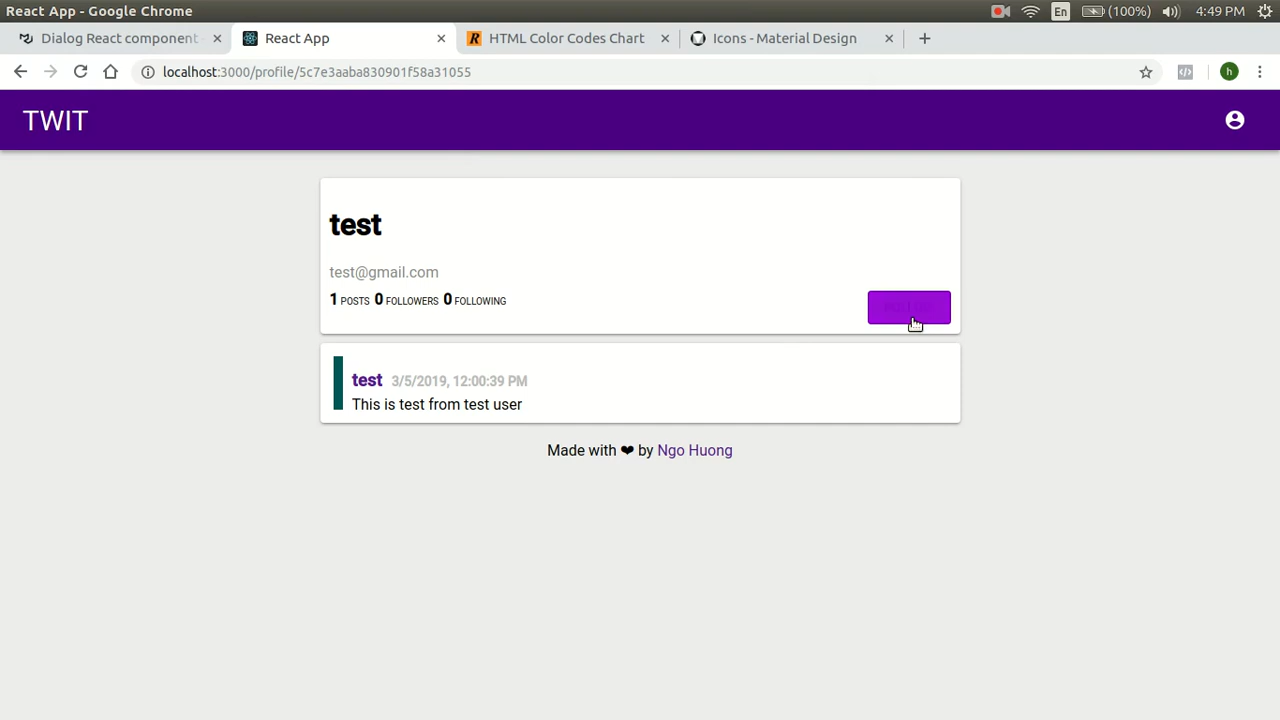 React App - Google Chrome
En (100%) 4:49 PM
Dialog React component - React App HTML Color Codes Chart Icons - Material Design
localhost:3000/profile/5c7e3aaba830901f58a31055 h
TWIT
test
test@gmail.com
1 POSTS 0 FOLLOWERS 0 FOLLOWING
test 3/5/2019, 12:00:39 PM
This is test from test user
Made with ❤ by Ngo Huong